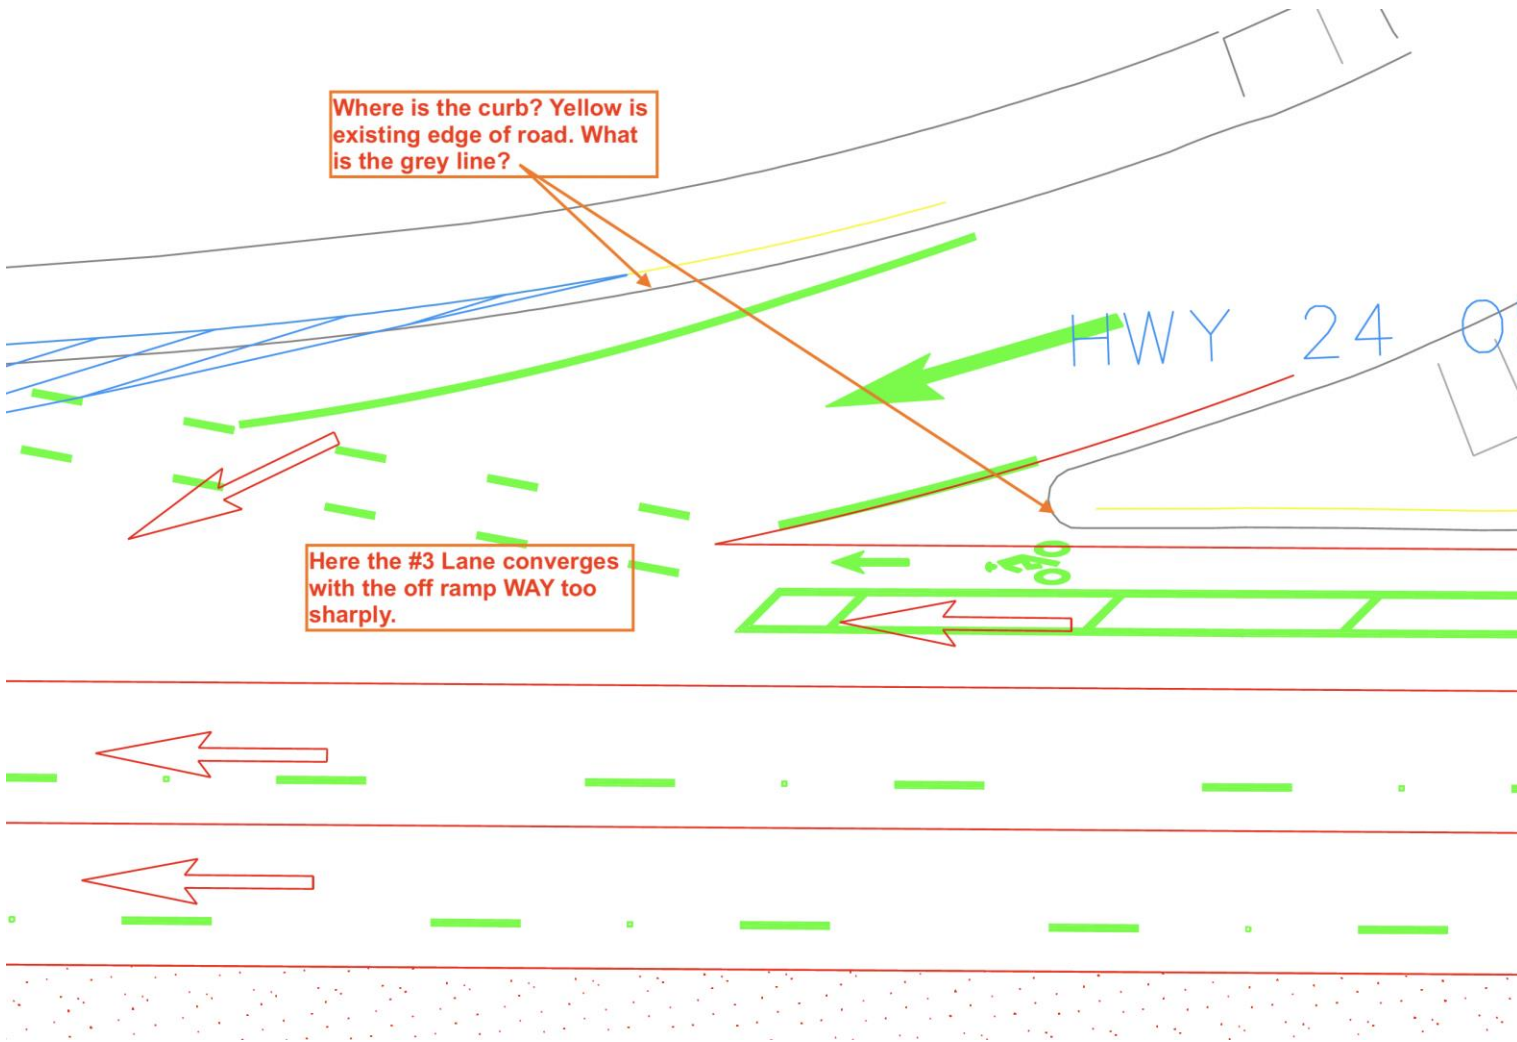 Where is the curb? Yellow is
existing edge of road. What
is the grey line?
HWY 24 O
Here the #3 Lane converges
with the off ramp WAY too
sharply.